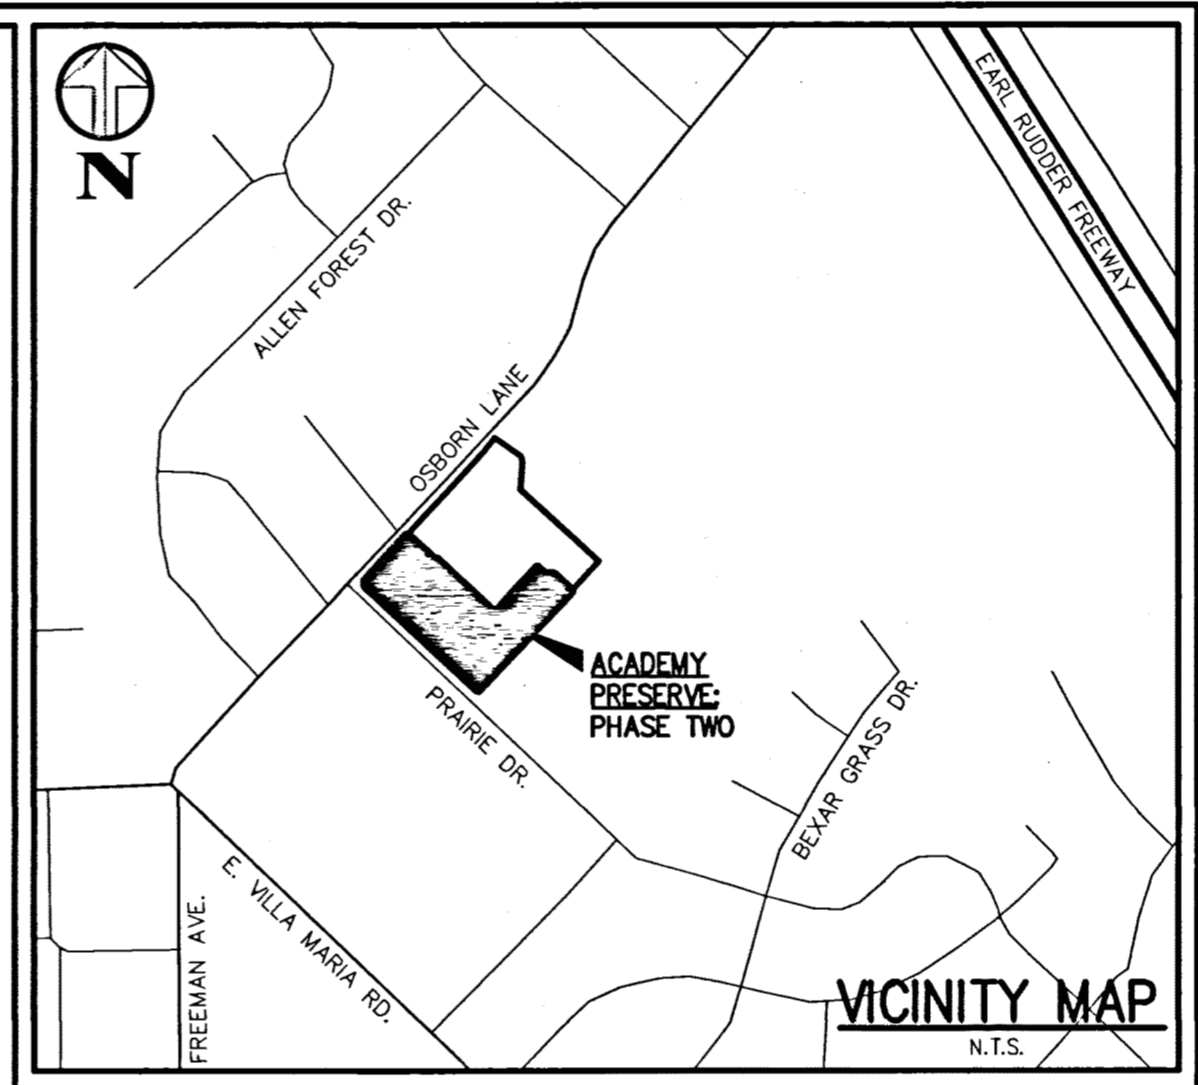 N
EARL RUDDER FREEWAY
ALLEN FOREST DR.
OSBORN LANE
ACADEMY
PRESERVE:
PHASE TWO
PRAIRIE DR.
BEXAR GRASS DR.
E. VILLA MARIA RD.
FREEMAN AVE.
VICINITY MAP
N.T.S.